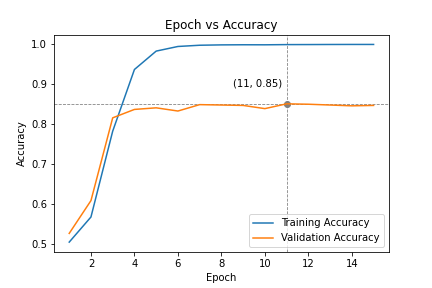 Epoch vs Accuracy
1.0
0.9
0.8
0.7
0.6
0.5
Accuracy
(11, 0.85)
Training Accuracy
Validation Accuracy
2 4 6 8 10 12 14
Epoch